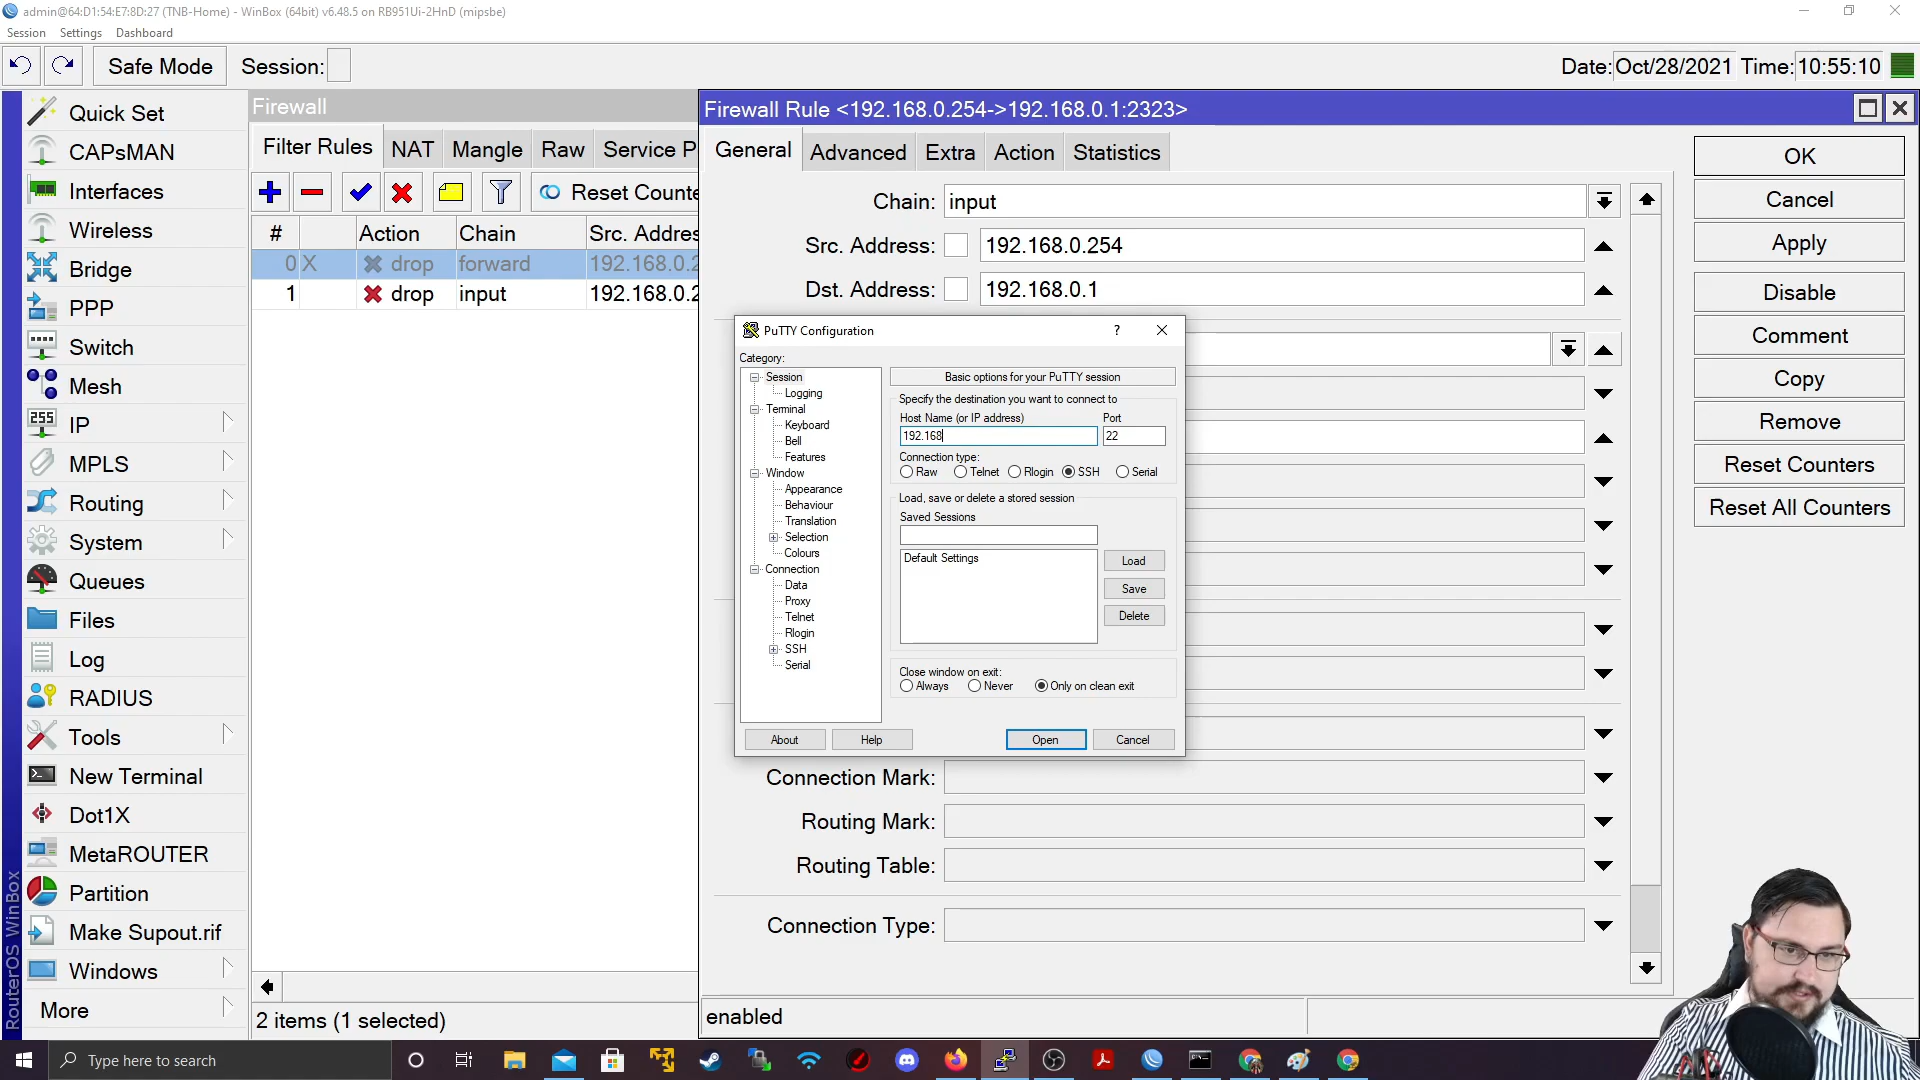 admin@64:D1:54:E7:8D:27 (TNB-Home) - WinBox (64bit) v6.48.5 on RB951Ui-2HnD (mipsbe)
Session Settings Dashboard
Safe Mode Session: Date: Oct/28/2021 Time: 10:55:10
Quick Set
CAPsMAN
Interfaces
Wireless
Bridge
PPP
Switch
Mesh
255
IP
MPLS
Routing
System
Queues
Files
Log
RADIUS
Tools
New Terminal
Dot1X
MetaROUTER
Partition
Make Supout.rif
Windows
More
RouterOS WinBox
Firewall
Filter Rules NAT Mangle Raw Service P
Reset Counte
# Action Chain Src. Addres
0 X drop forward 192.168.0.2
1 drop input 192.168.0.2
2 items (1 selected)
Firewall Rule <192.168.0.254->192.168.0.1:2323>
General Advanced Extra Action Statistics
Chain: input
Src. Address: 192.168.0.254
Dst. Address: 192.168.0.1
Connection Mark:
Routing Mark:
Routing Table:
Connection Type:
enabled
OK
Cancel
Apply
Disable
Comment
Copy
Remove
Reset Counters
Reset All Counters
PuTTY Configuration ?
Category:
Session
Logging
Terminal
Keyboard
Bell
Features
Window
Appearance
Behaviour
Translation
Selection
Colours
Connection
Data
Proxy
Telnet
Rlogin
SSH
Serial
Basic options for your PuTTY session
Specify the destination you want to connect to
Host Name (or IP address) Port
192.168 22
Connection type:
Raw Telnet Rlogin SSH Serial
Load, save or delete a stored session
Saved Sessions
Default Settings
Load
Save
Delete
Close window on exit:
Always Never Only on clean exit
About Help Open Cancel
Type here to search